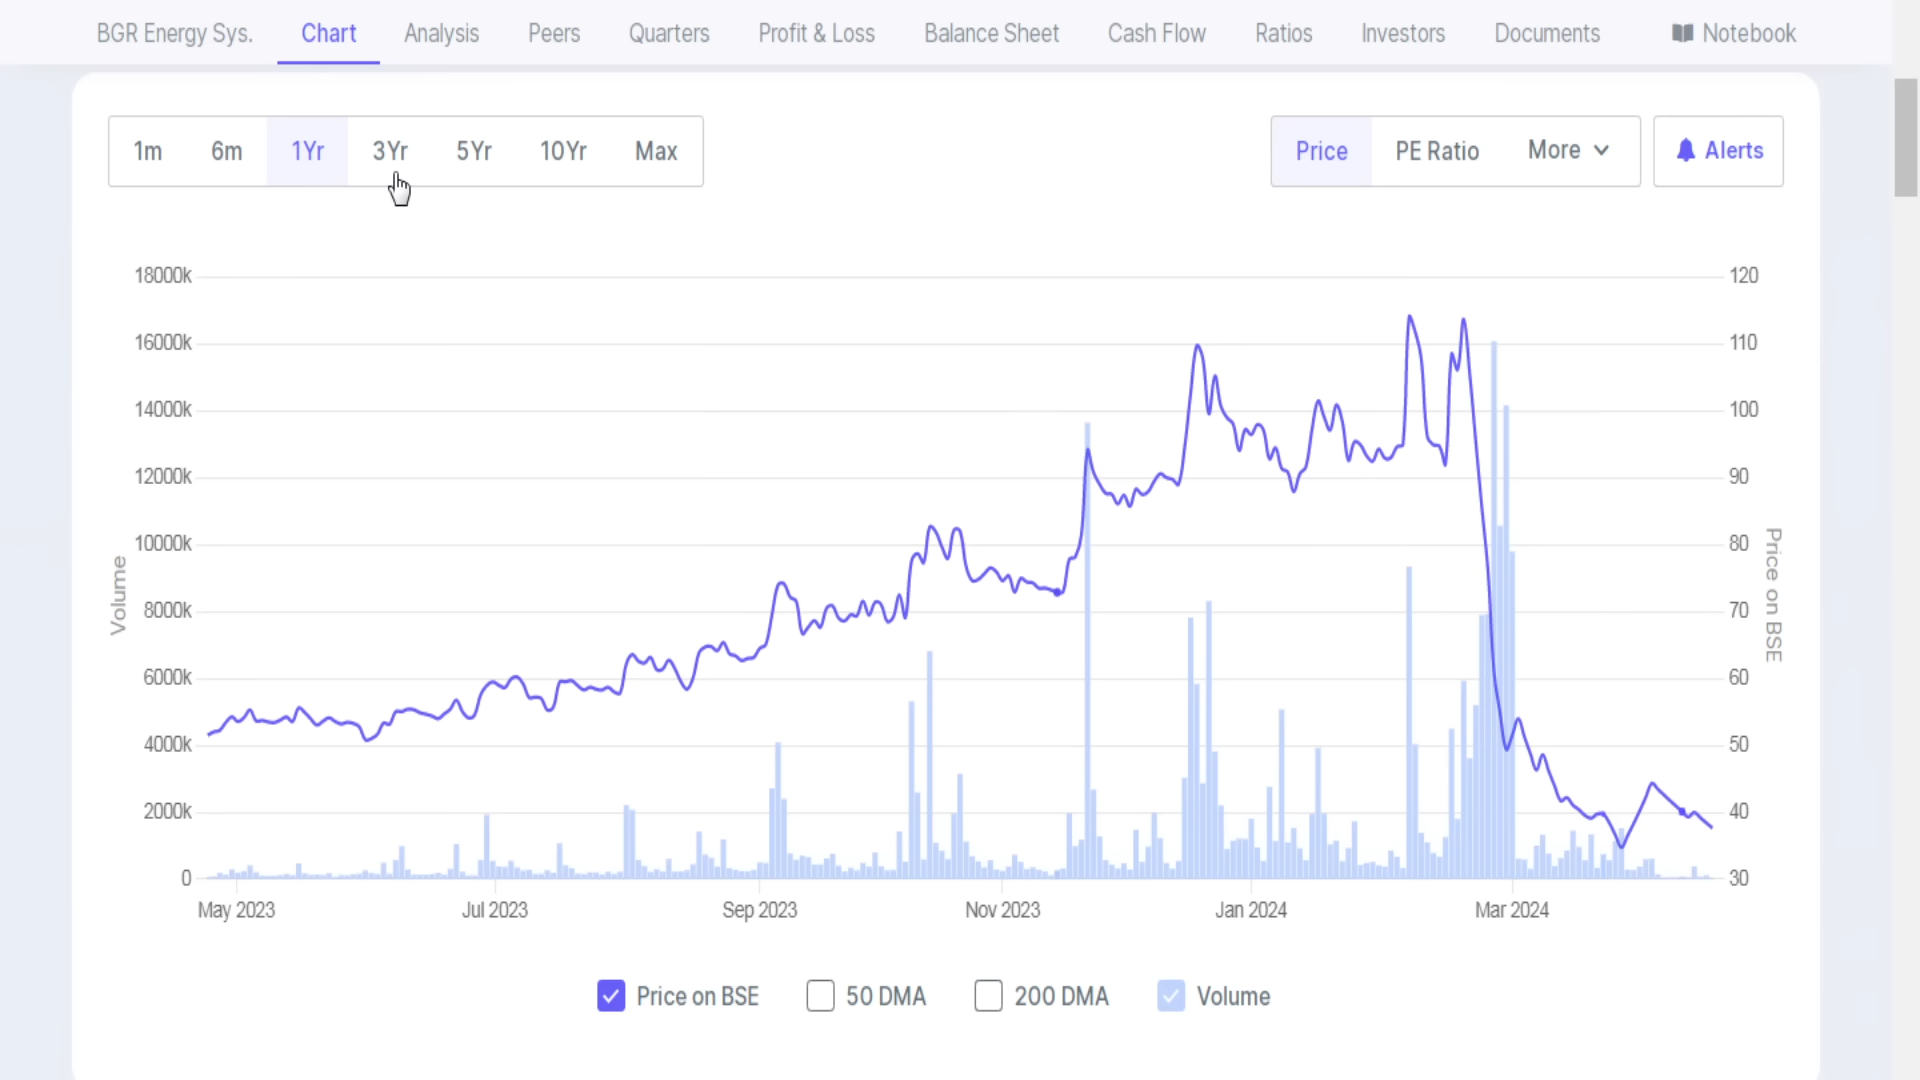 BGR Energy Sys. Chart Analysis Peers Quarters Profit & Loss Balance Sheet Cash Flow Ratios Investors Documents Notebook
1m 6m 1Yr 3Yr 5Yr 10Yr Max Price PE Ratio More Alerts
18000k 120
16000k 110
14000k 100
12000k 90
10000k 80
8000k 70
6000k 60
4000k 50
2000k 40
0 30
Volume
Price on BSE
May 2023 Jul 2023 Sep 2023 Nov 2023 Jan 2024 Mar 2024
Price on BSE 50 DMA 200 DMA Volume